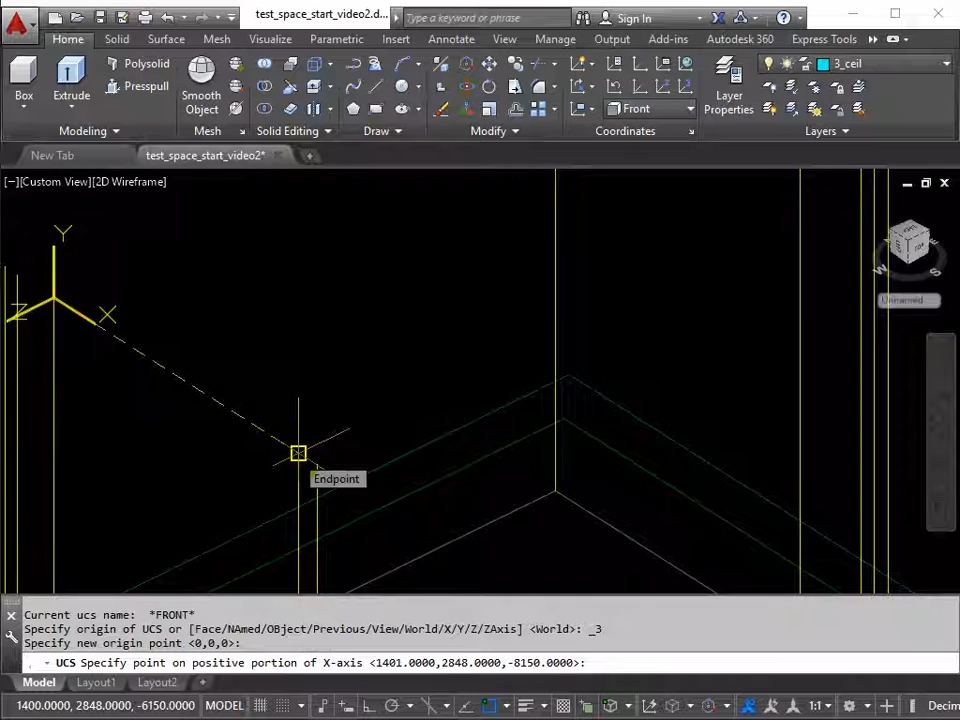 test_space_start_video2.d...
Type a keyword or phrase
Sign In
Home Solid Surface Mesh Visualize Parametric Insert Annotate View Manage Output Add-ins Autodesk 360 Express Tools
Polysolid
Presspull
Box
Extrude
Smooth
Object
Front
3_ceil
Layer
Properties
Modeling
Mesh
Solid Editing
Draw
Modify
Coordinates
Layers
New Tab
test_space_start_video2*
[−][Custom View][2D Wireframe]
Y
X
Z
W
S
Unnamed
Endpoint
Current ucs name: *FRONT*
Specify origin of UCS or [Face/NAmed/OBject/Previous/View/World/X/Y/Z/ZAxis] <World>: _3
Specify new origin point <0,0,0>:
UCS Specify point on positive portion of X-axis <1401.0000,2848.0000,-8150.0000>:
Model Layout1 Layout2
1400.0000, 2848.0000, -6150.0000 MODEL 1:1 Decim